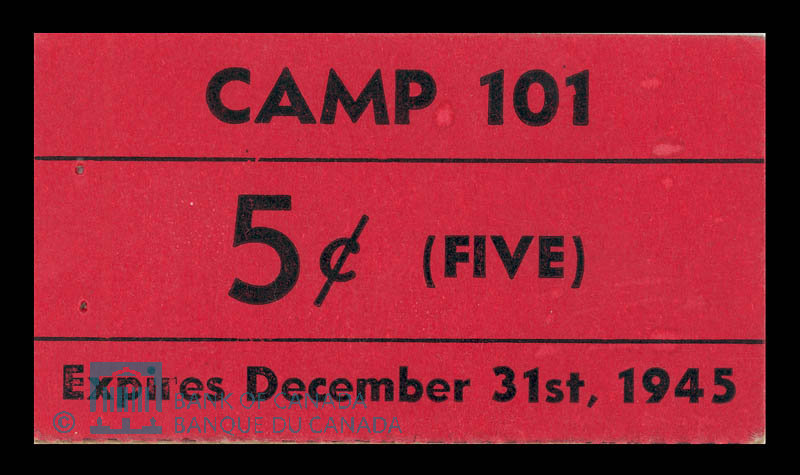 CAMP 101
5¢ (FIVE)
Expires December 31st, 1945
© BANK OF CANADA
BANQUE DU CANADA